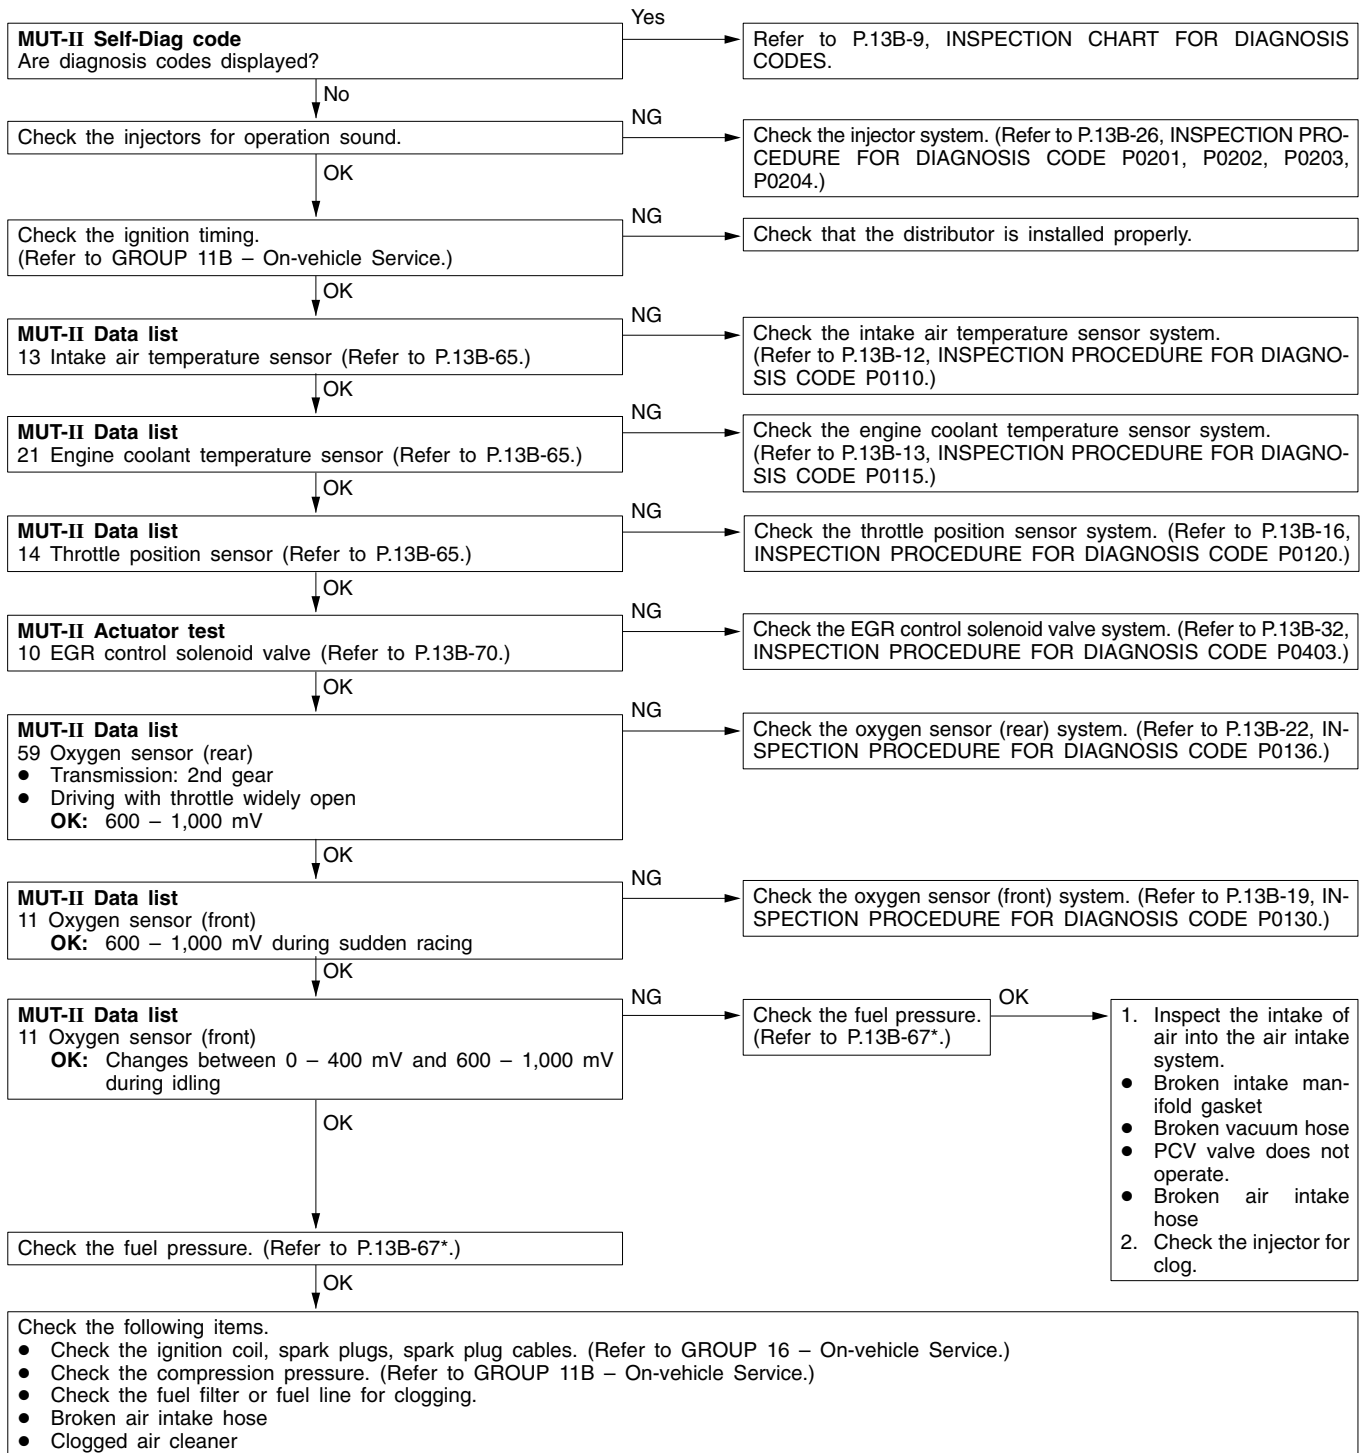 Yes
MUT-II Self-Diag code
Are diagnosis codes displayed?
Refer to P.13B-9, INSPECTION CHART FOR DIAGNOSIS
CODES.
No
Check the injectors for operation sound.
NG
Check the injector system. (Refer to P.13B-26, INSPECTION PRO-
CEDURE FOR DIAGNOSIS CODE P0201, P0202, P0203,
P0204.)
OK
Check the ignition timing.
(Refer to GROUP 11B – On-vehicle Service.)
NG
Check that the distributor is installed properly.
OK
MUT-II Data list
13 Intake air temperature sensor (Refer to P.13B-65.)
NG
Check the intake air temperature sensor system.
(Refer to P.13B-12, INSPECTION PROCEDURE FOR DIAGNO-
SIS CODE P0110.)
OK
MUT-II Data list
21 Engine coolant temperature sensor (Refer to P.13B-65.)
NG
Check the engine coolant temperature sensor system.
(Refer to P.13B-13, INSPECTION PROCEDURE FOR DIAGNO-
SIS CODE P0115.)
OK
MUT-II Data list
14 Throttle position sensor (Refer to P.13B-65.)
NG
Check the throttle position sensor system. (Refer to P.13B-16,
INSPECTION PROCEDURE FOR DIAGNOSIS CODE P0120.)
OK
MUT-II Actuator test
10 EGR control solenoid valve (Refer to P.13B-70.)
NG
Check the EGR control solenoid valve system. (Refer to P.13B-32,
INSPECTION PROCEDURE FOR DIAGNOSIS CODE P0403.)
OK
MUT-II Data list
59 Oxygen sensor (rear)
● Transmission: 2nd gear
● Driving with throttle widely open
OK: 600 – 1,000 mV
NG
Check the oxygen sensor (rear) system. (Refer to P.13B-22, IN-
SPECTION PROCEDURE FOR DIAGNOSIS CODE P0136.)
OK
MUT-II Data list
11 Oxygen sensor (front)
OK: 600 – 1,000 mV during sudden racing
NG
Check the oxygen sensor (front) system. (Refer to P.13B-19, IN-
SPECTION PROCEDURE FOR DIAGNOSIS CODE P0130.)
OK
MUT-II Data list
11 Oxygen sensor (front)
OK: Changes between 0 – 400 mV and 600 – 1,000 mV
during idling
NG
Check the fuel pressure.
(Refer to P.13B-67*.)
OK
1. Inspect the intake of
air into the air intake
system.
● Broken intake man-
ifold gasket
● Broken vacuum hose
● PCV valve does not
operate.
● Broken air intake
hose
2. Check the injector for
clog.
OK
Check the fuel pressure. (Refer to P.13B-67*.)
OK
Check the following items.
● Check the ignition coil, spark plugs, spark plug cables. (Refer to GROUP 16 – On-vehicle Service.)
● Check the compression pressure. (Refer to GROUP 11B – On-vehicle Service.)
● Check the fuel filter or fuel line for clogging.
● Broken air intake hose
● Clogged air cleaner